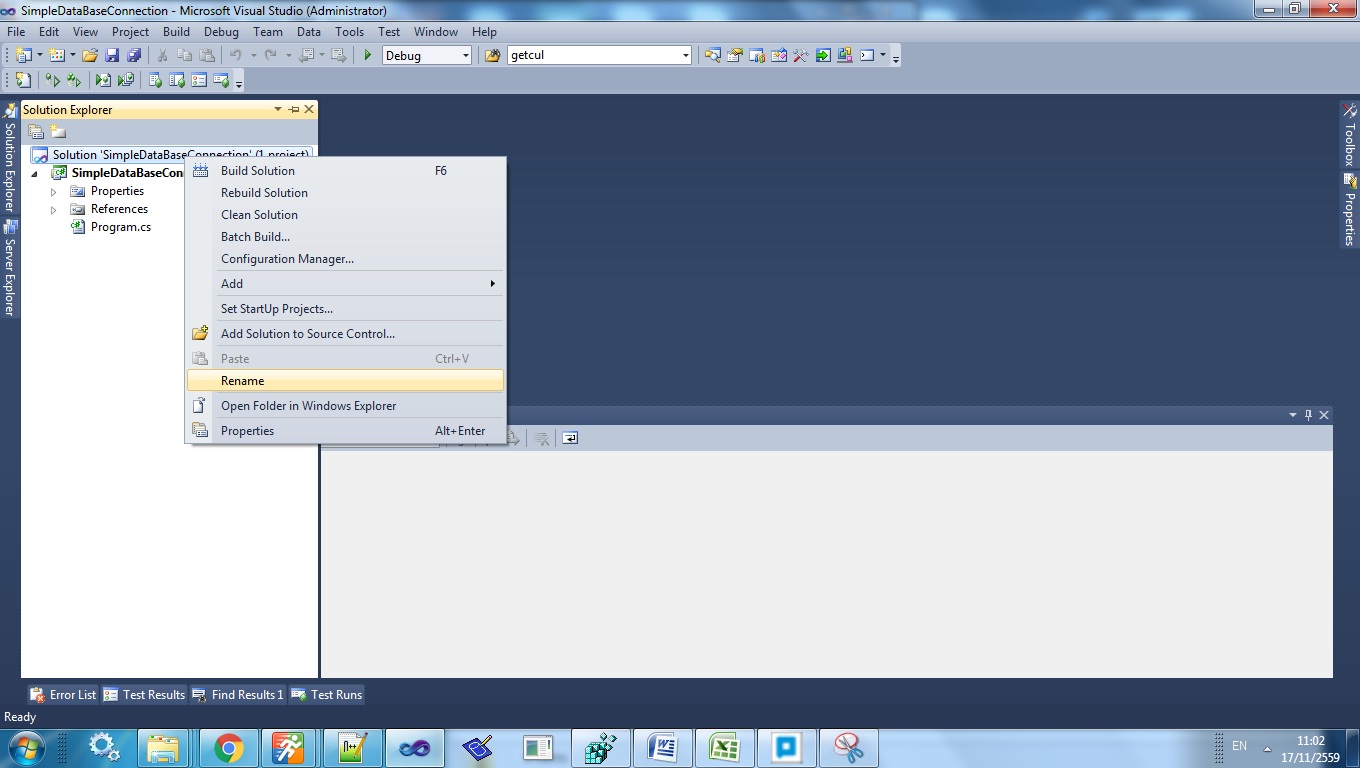 SimpleDataBaseConnection - Microsoft Visual Studio (Administrator)
File Edit View Project Build Debug Team Data Tools Test Window Help
Debug getcul
Solution Explorer
Solution 'SimpleDataBaseConnection' (1 project)
SimpleDataBaseConn
Properties
References
Program.cs
Build Solution F6
Rebuild Solution
Clean Solution
Batch Build...
Configuration Manager...
Add
Set StartUp Projects...
Add Solution to Source Control...
Paste Ctrl+V
Rename
Open Folder in Windows Explorer
Properties Alt+Enter
Solution Explorer
Server Explorer
Toolbox
Properties
Error List Test Results Find Results 1 Test Runs
Ready
EN
11:02
17/11/2559